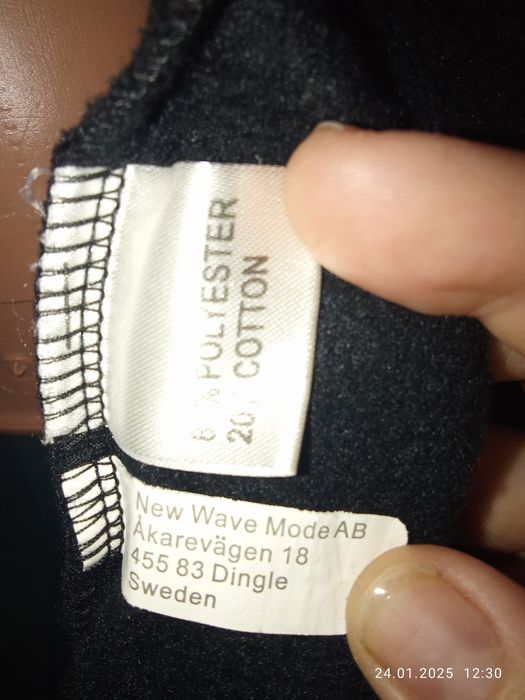 POLYESTER
20% COTTON
New Wave Mode AB
Åkarevägen 18
455 83 Dingle
Sweden
24.01.2025 12:30